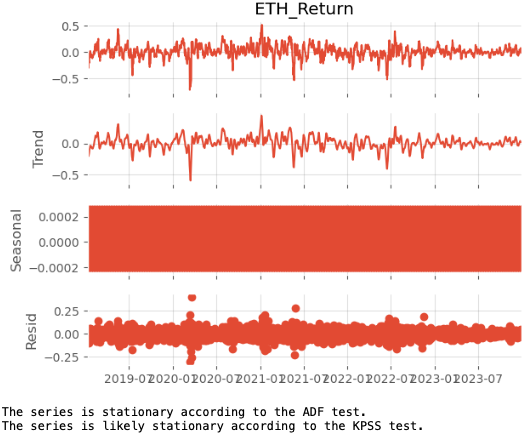 ETH_Return
0.5
0.0
−0.5
Trend
0.0
−0.5
Seasonal
0.0002
0.0000
−0.0002
Resid
0.25
0.00
−0.25
2019-07 2020-01 2020-07 2021-01 2021-07 2022-01 2022-07 2023-01 2023-07
The series is stationary according to the ADF test.
The series is likely stationary according to the KPSS test.